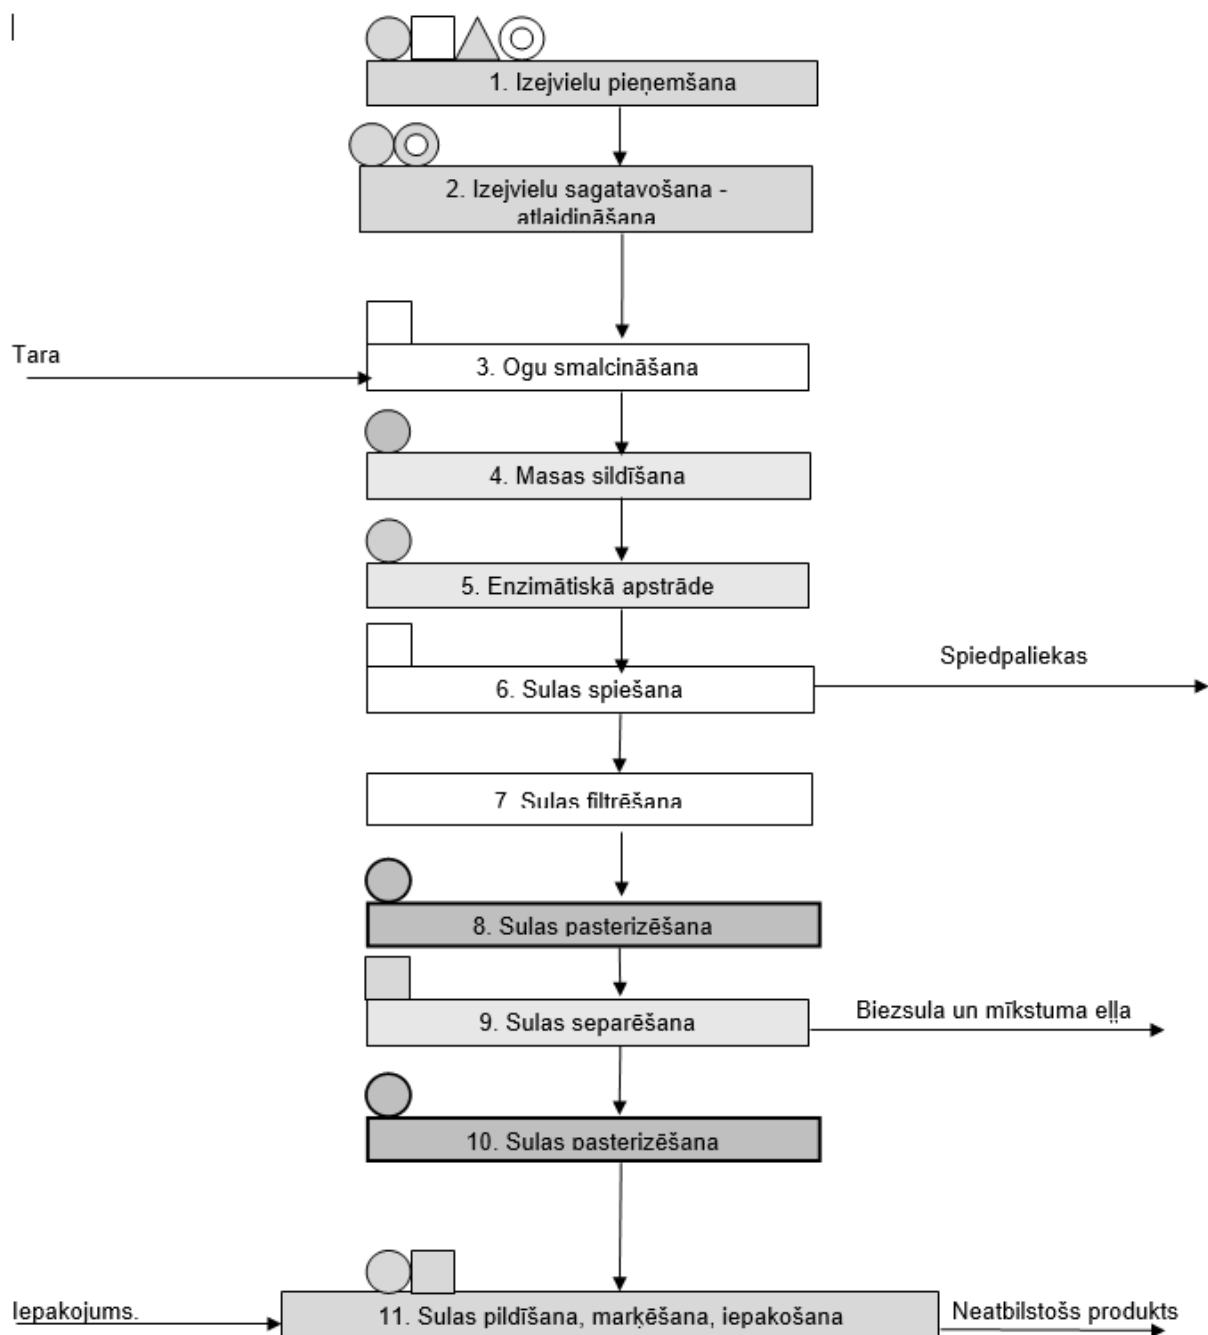 1. Izejvielu pieņemšana
2. Izejvielu sagatavošana -
atlaidināšana
Tara
3. Ogu smalcināšana
4. Masas sildīšana
5. Enzimātiskā apstrāde
Spiedpaliekas
6. Sulas spiešana
7. Sulas filtrēšana
8. Sulas pasterizēšana
Biezsula un mīkstuma eļļa
9. Sulas separēšana
10. Sulas pasterizēšana
Iepakojums.
11. Sulas pildīšana, marķēšana, iepakošana
Neatbilstošs produkts